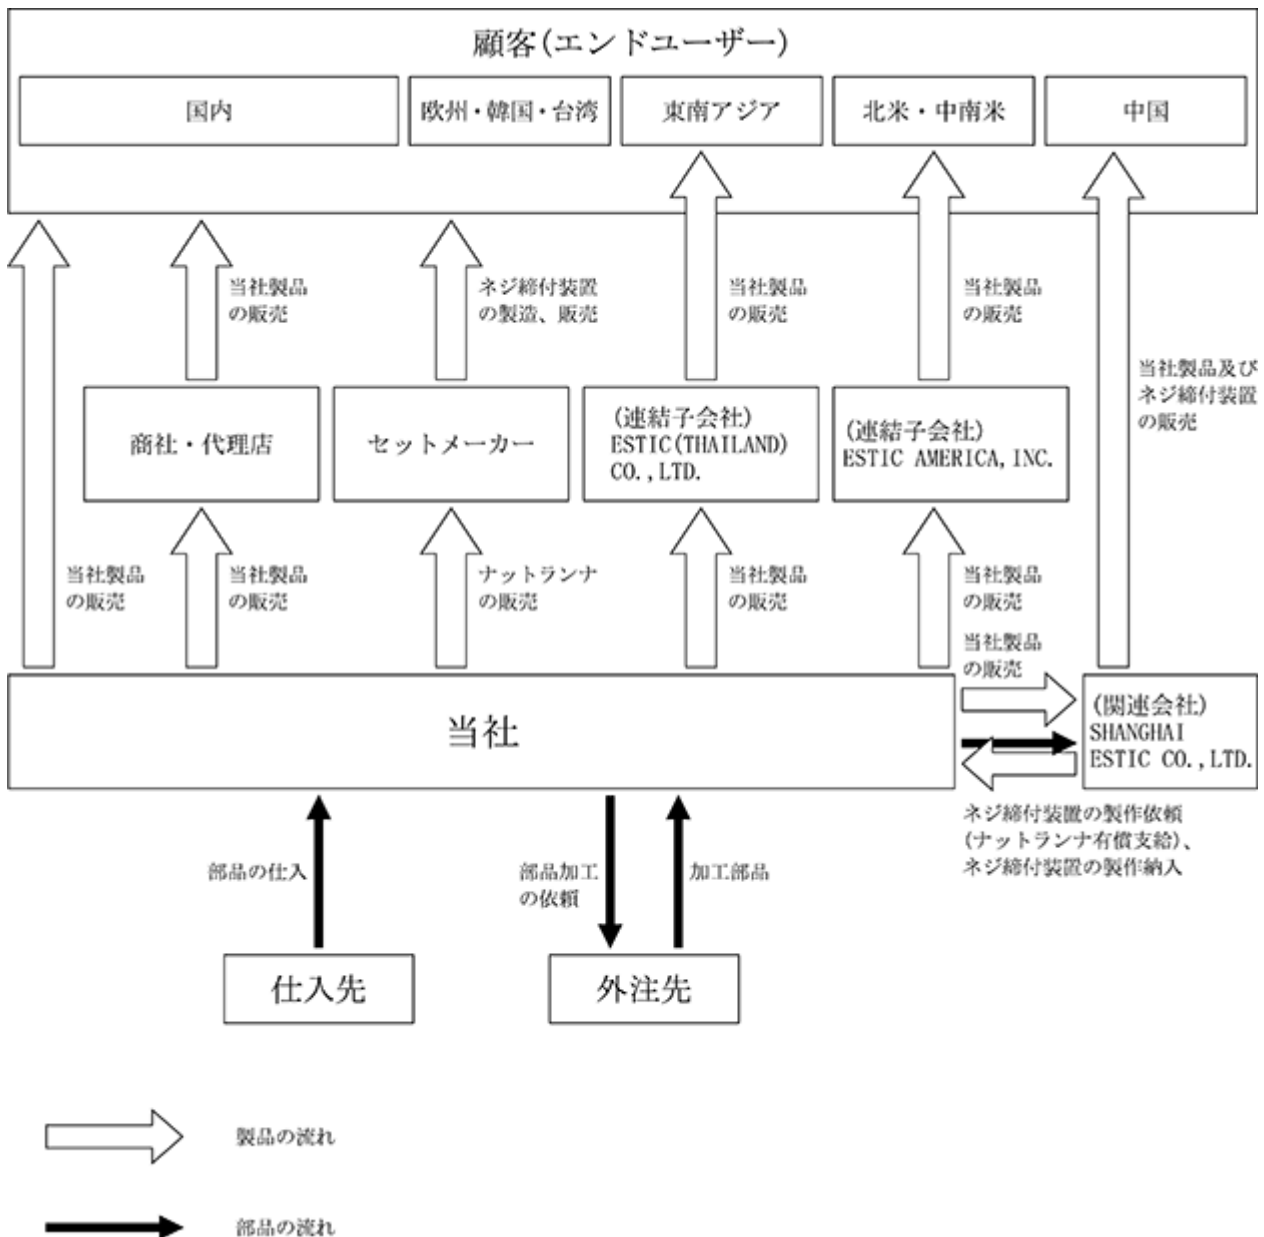 顧客(エンドユーザー)
国内
欧州・韓国・台湾
東南アジア
北米・中南米
中国
当社製品
の販売
ネジ締付装置
の製造、販売
当社製品
の販売
当社製品
の販売
当社製品及び
ネジ締付装置
の販売
商社・代理店
セットメーカー
(連結子会社)
ESTIC(THAILAND)
CO.,LTD.
(連結子会社)
ESTIC AMERICA,INC.
当社製品
の販売
当社製品
の販売
ナットランナ
の販売
当社製品
の販売
当社製品
の販売
当社製品
の販売
当社
(関連会社)
SHANGHAI
ESTIC CO.,LTD.
ネジ締付装置の製作依頼
(ナットランナ有償支給)、
ネジ締付装置の製作納入
部品の仕入
部品加工
の依頼
加工部品
仕入先
外注先
製品の流れ
部品の流れ